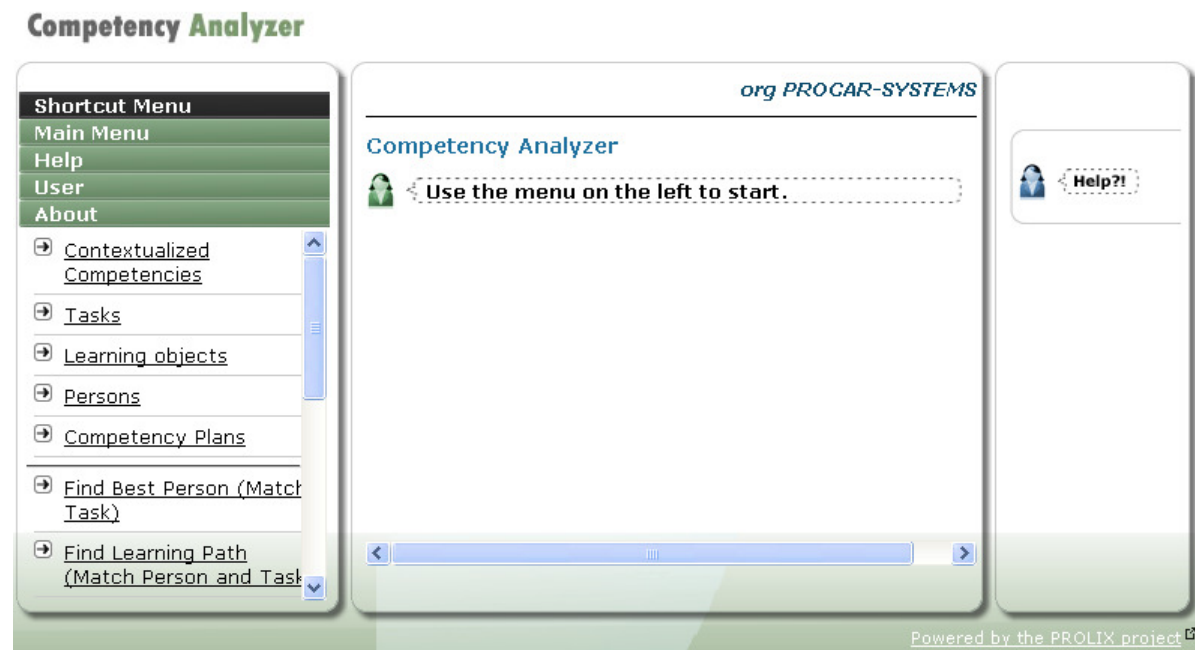 Competency Analyzer
Shortcut Menu
Main Menu
Help
User
About
Contextualized
Competencies
Tasks
Learning objects
Persons
Competency Plans
Find Best Person (Match
Task)
Find Learning Path
(Match Person and Task
org PROCAR-SYSTEMS
Competency Analyzer
Use the menu on the left to start.
Help?!
Powered by the PROLIX project